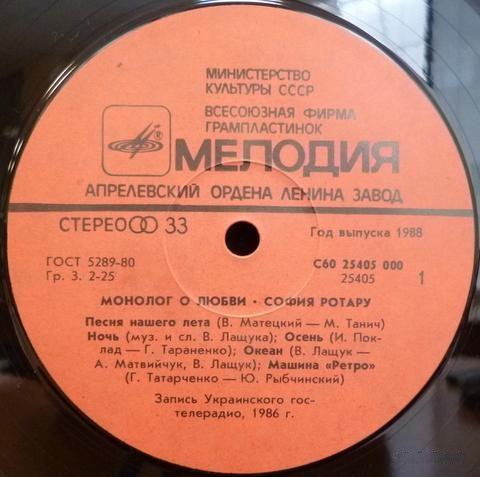 МИНИСТЕРСТВО
КУЛЬТУРЫ СССР
ВСЕСОЮЗНАЯ ФИРМА
ГРАМПЛАСТИНОК
®
МЕЛОДИЯ
АПРЕЛЕВСКИЙ ОРДЕНА ЛЕНИНА ЗАВОД
СТЕРЕО 33
Год выпуска 1988
ГОСТ 5289-80
С60 25405 000
Гр. 3. 2-25
25405
1
МОНОЛОГ О ЛЮБВИ · СОФИЯ РОТАРУ
Песня нашего лета (В. Матецкий — М. Танич)
Ночь (муз. и сл. В. Лащука); Осень (И. Пок-
лад — Г. Тараненко); Океан (В. Лащук —
А. Матвийчук, В. Лащук); Машина «Ретро»
(Г. Татарченко — Ю. Рыбчинский)
Запись Украинского гос-
телерадио, 1986 г.